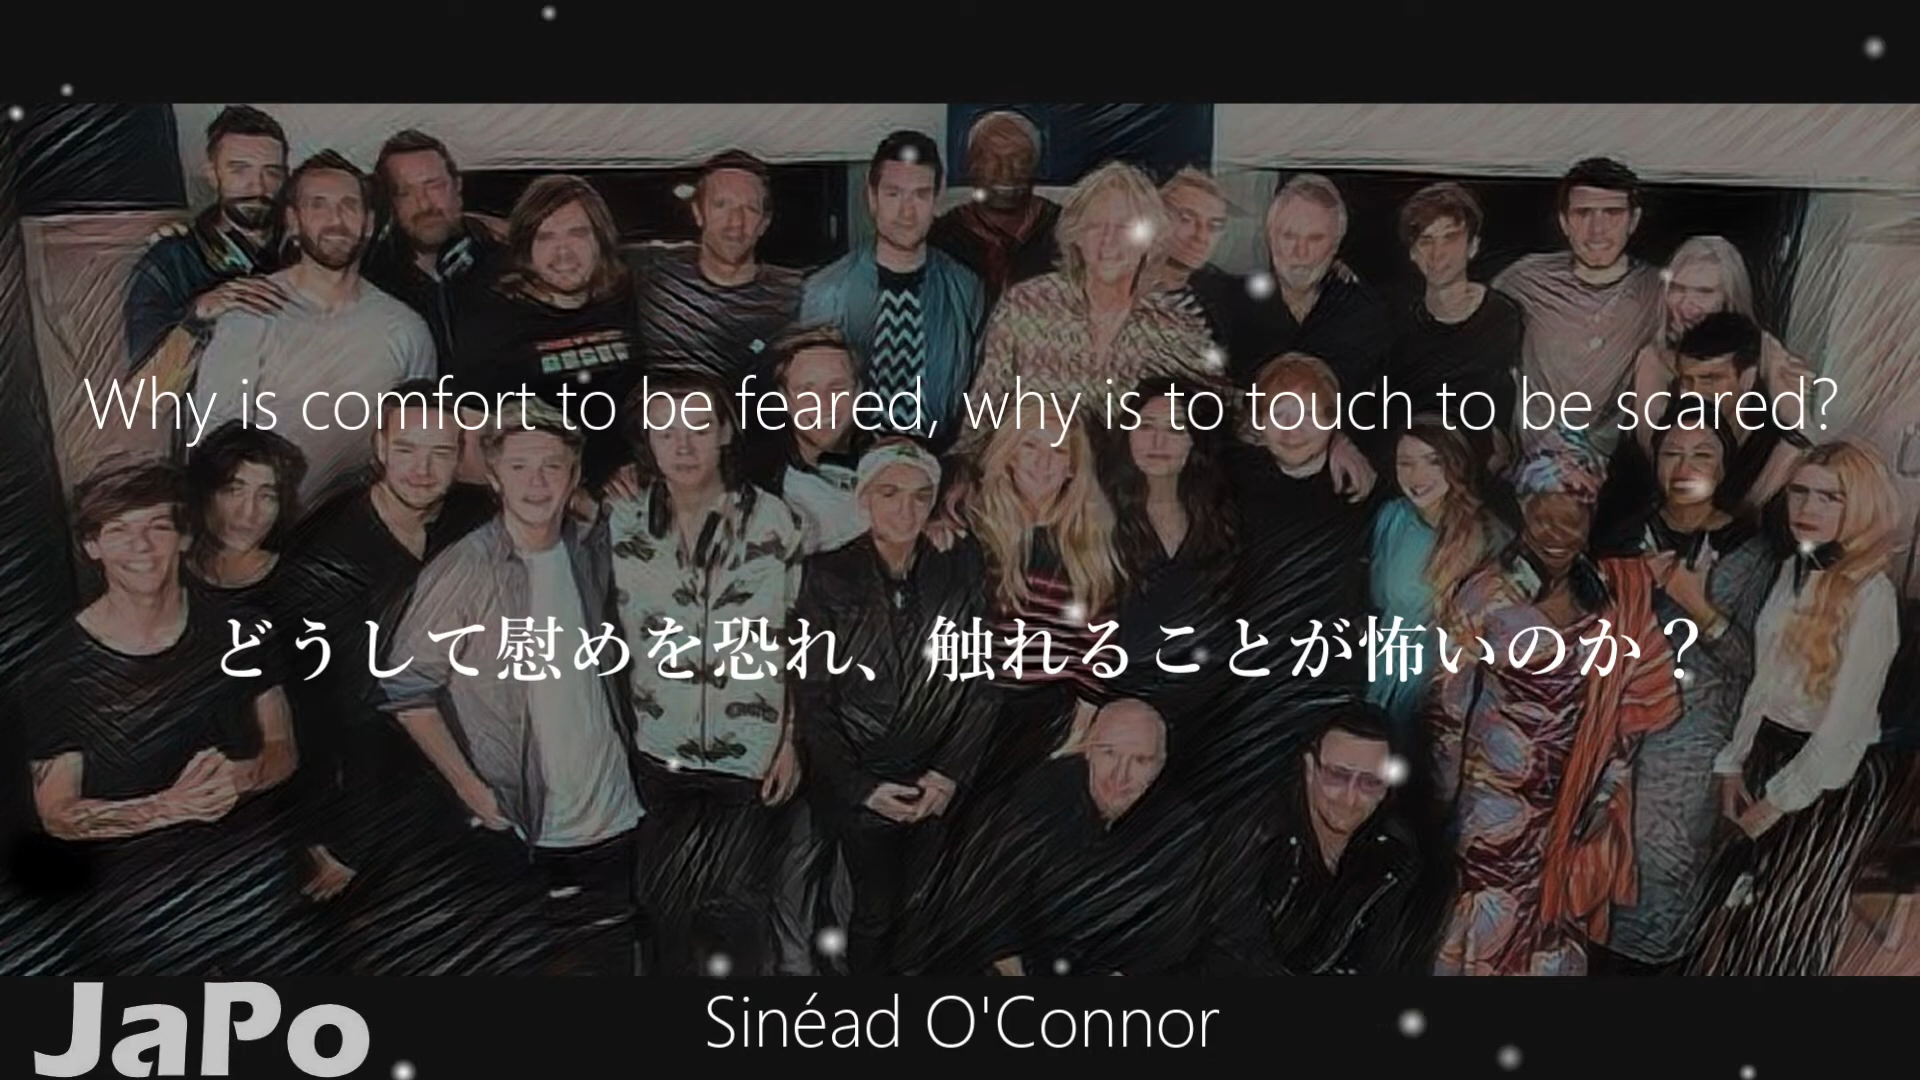 Why is comfort to be feared, why is to touch to be scared?
どうして慰めを恐れ、触れることが怖いのか？
JaPo
Sinéad O'Connor